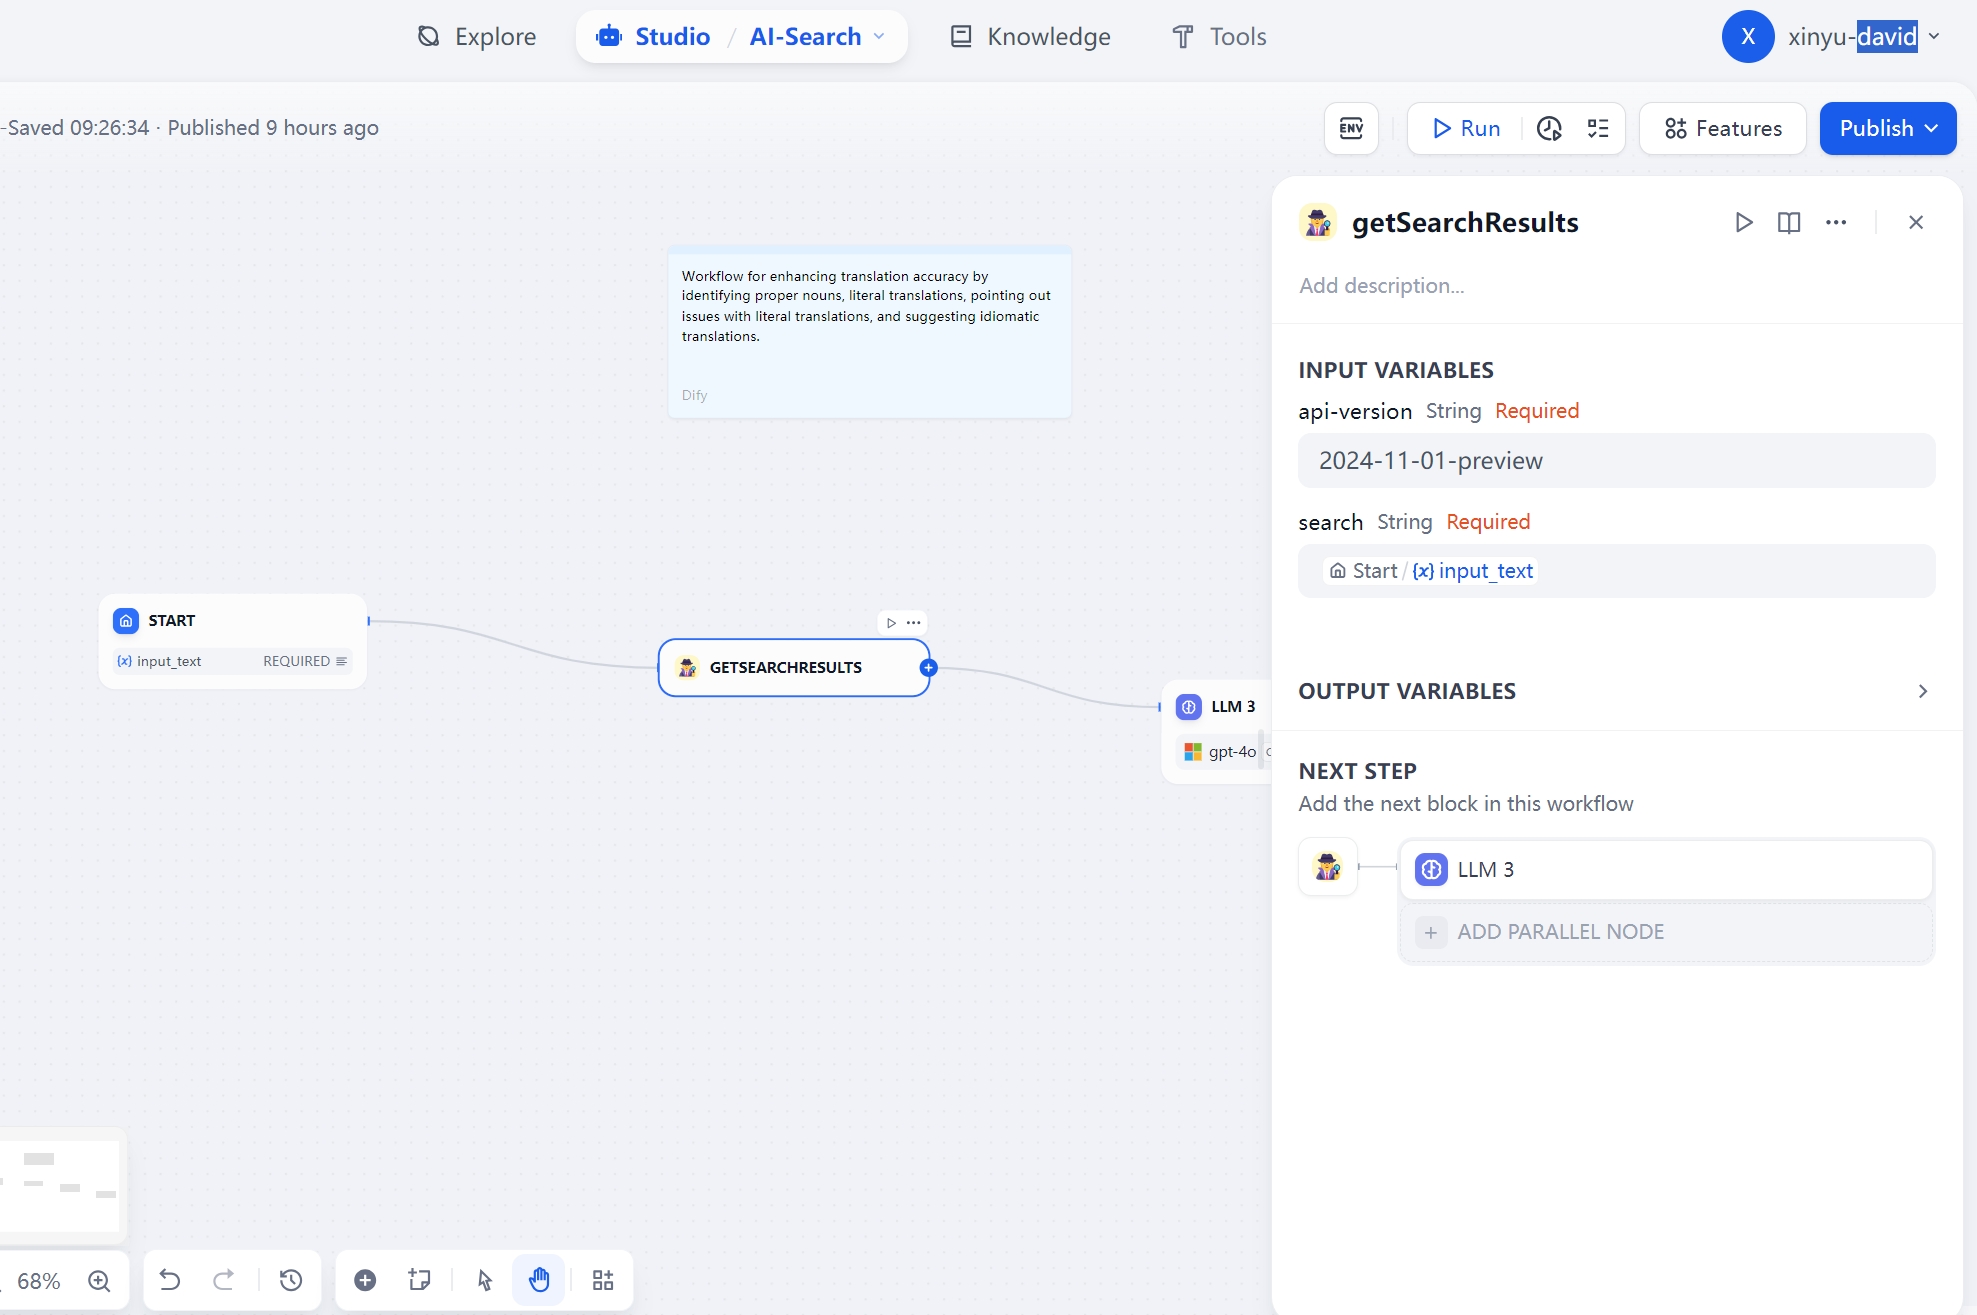 Explore
Studio / AI-Search
Knowledge
Tools
X
xinyu-david
-Saved 09:26:34 · Published 9 hours ago
ENV
Run
Features
Publish
getSearchResults
Add description...
INPUT VARIABLES
api-version String Required
2024-11-01-preview
search String Required
Start / {x} input_text
OUTPUT VARIABLES
NEXT STEP
Add the next block in this workflow
LLM 3
+ ADD PARALLEL NODE
Workflow for enhancing translation accuracy by
identifying proper nouns, literal translations, pointing out
issues with literal translations, and suggesting idiomatic
translations.
Dify
START
{x} input_text REQUIRED
GETSEARCHRESULTS
LLM 3
gpt-4o
68%